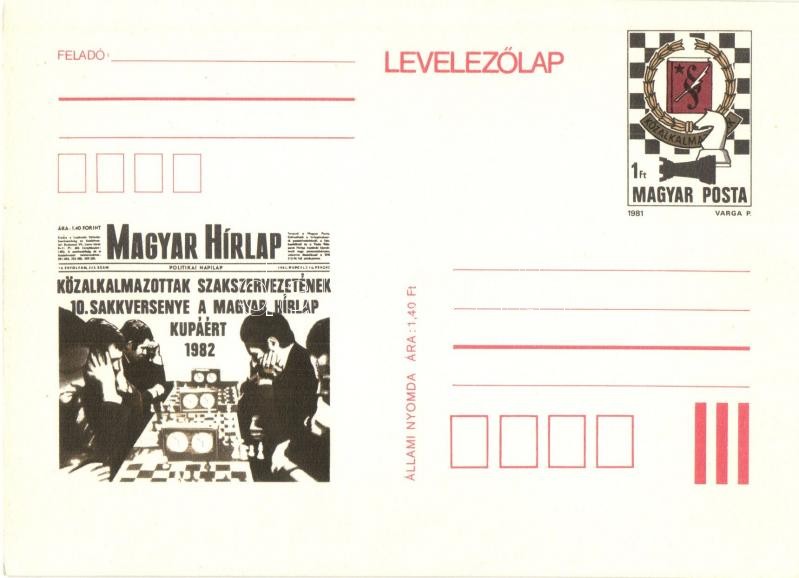 FELADÓ:
LEVELEZŐLAP
KÖZALKALMA
1 Ft
MAGYAR POSTA
1981 VARGA P.
ÁRA: 1,40 FORINT
MAGYAR HÍRLAP
POLITIKAI NAPILAP
KÖZALKALMAZOTTAK SZAKSZERVEZETÉNEK
10. SAKKVERSENYE A MAGYAR HÍRLAP
KUPÁÉRT
1982
ÁLLAMI NYOMDA ÁRA: 1,40 Ft